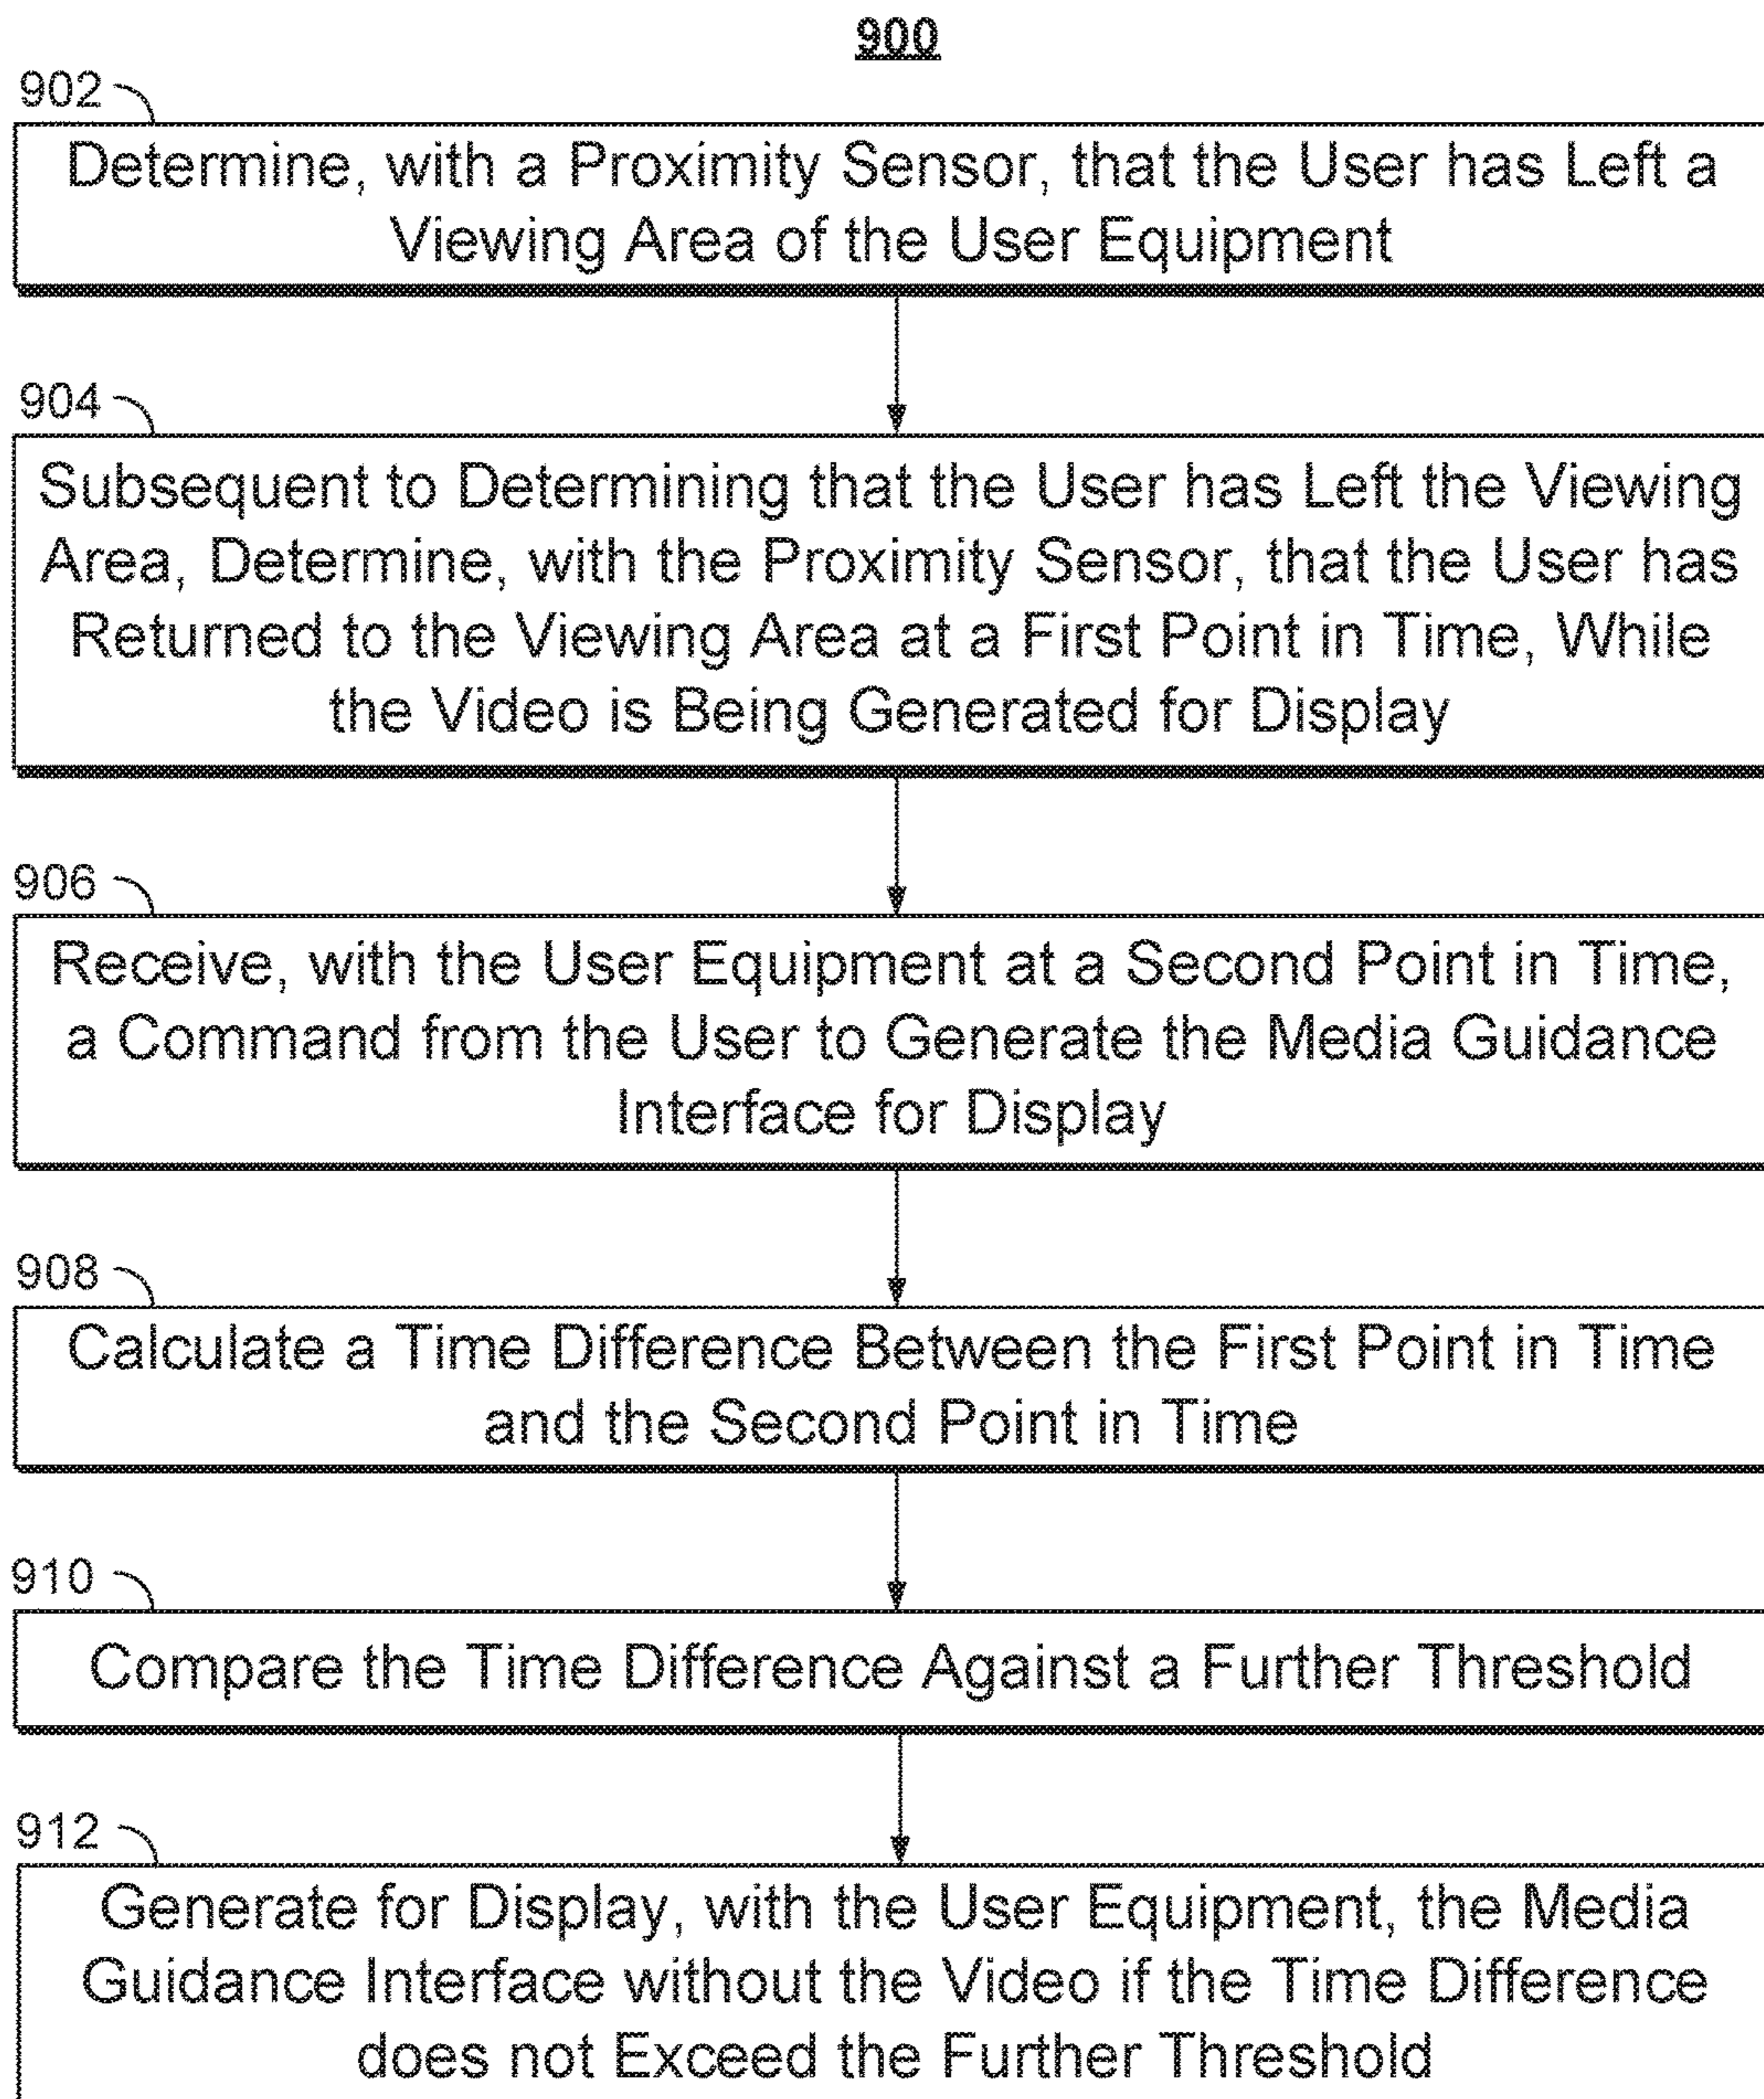 900
902
Determine, with a Proximity Sensor, that the User has Left a
Viewing Area of the User Equipment
904
Subsequent to Determining that the User has Left the Viewing
Area, Determine, with the Proximity Sensor, that the User has
Returned to the Viewing Area at a First Point in Time, While
the Video is Being Generated for Display
906
Receive, with the User Equipment at a Second Point in Time,
a Command from the User to Generate the Media Guidance
Interface for Display
908
Calculate a Time Difference Between the First Point in Time
and the Second Point in Time
910
Compare the Time Difference Against a Further Threshold
912
Generate for Display, with the User Equipment, the Media
Guidance Interface without the Video if the Time Difference
does not Exceed the Further Threshold